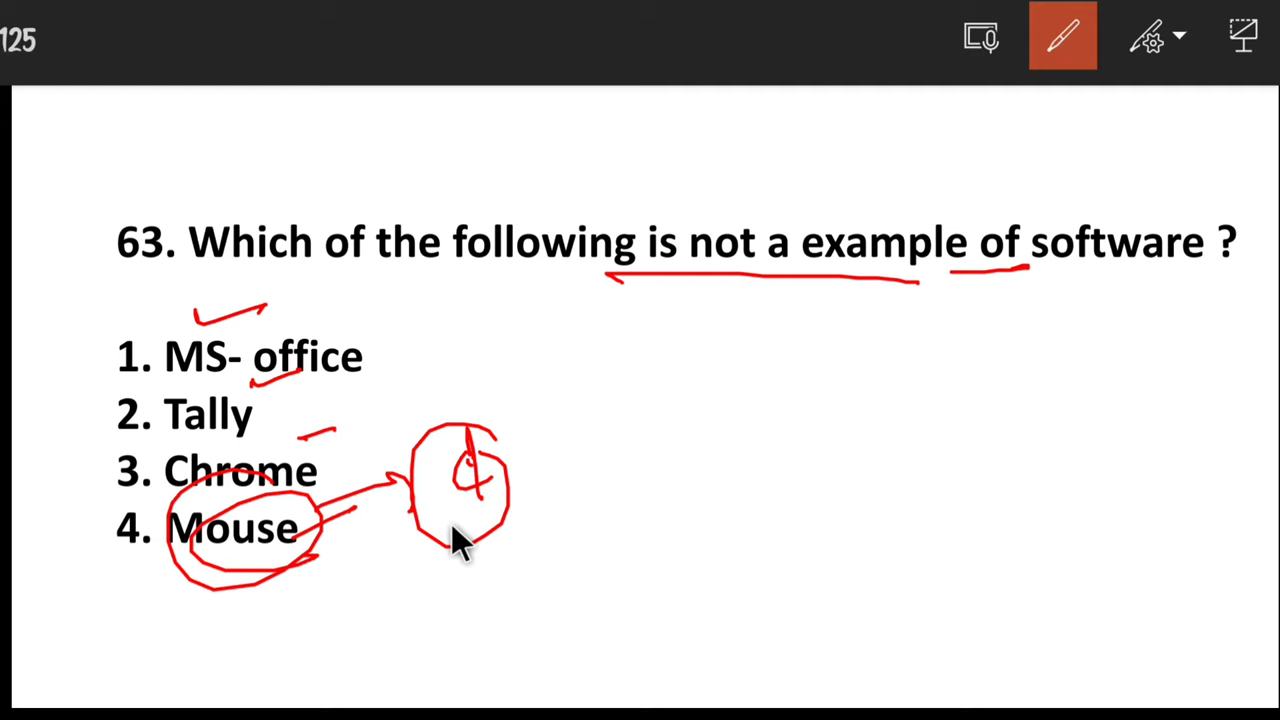 125
63. Which of the following is not a example of software ?
1. MS- office
2. Tally
3. Chrome
4. Mouse